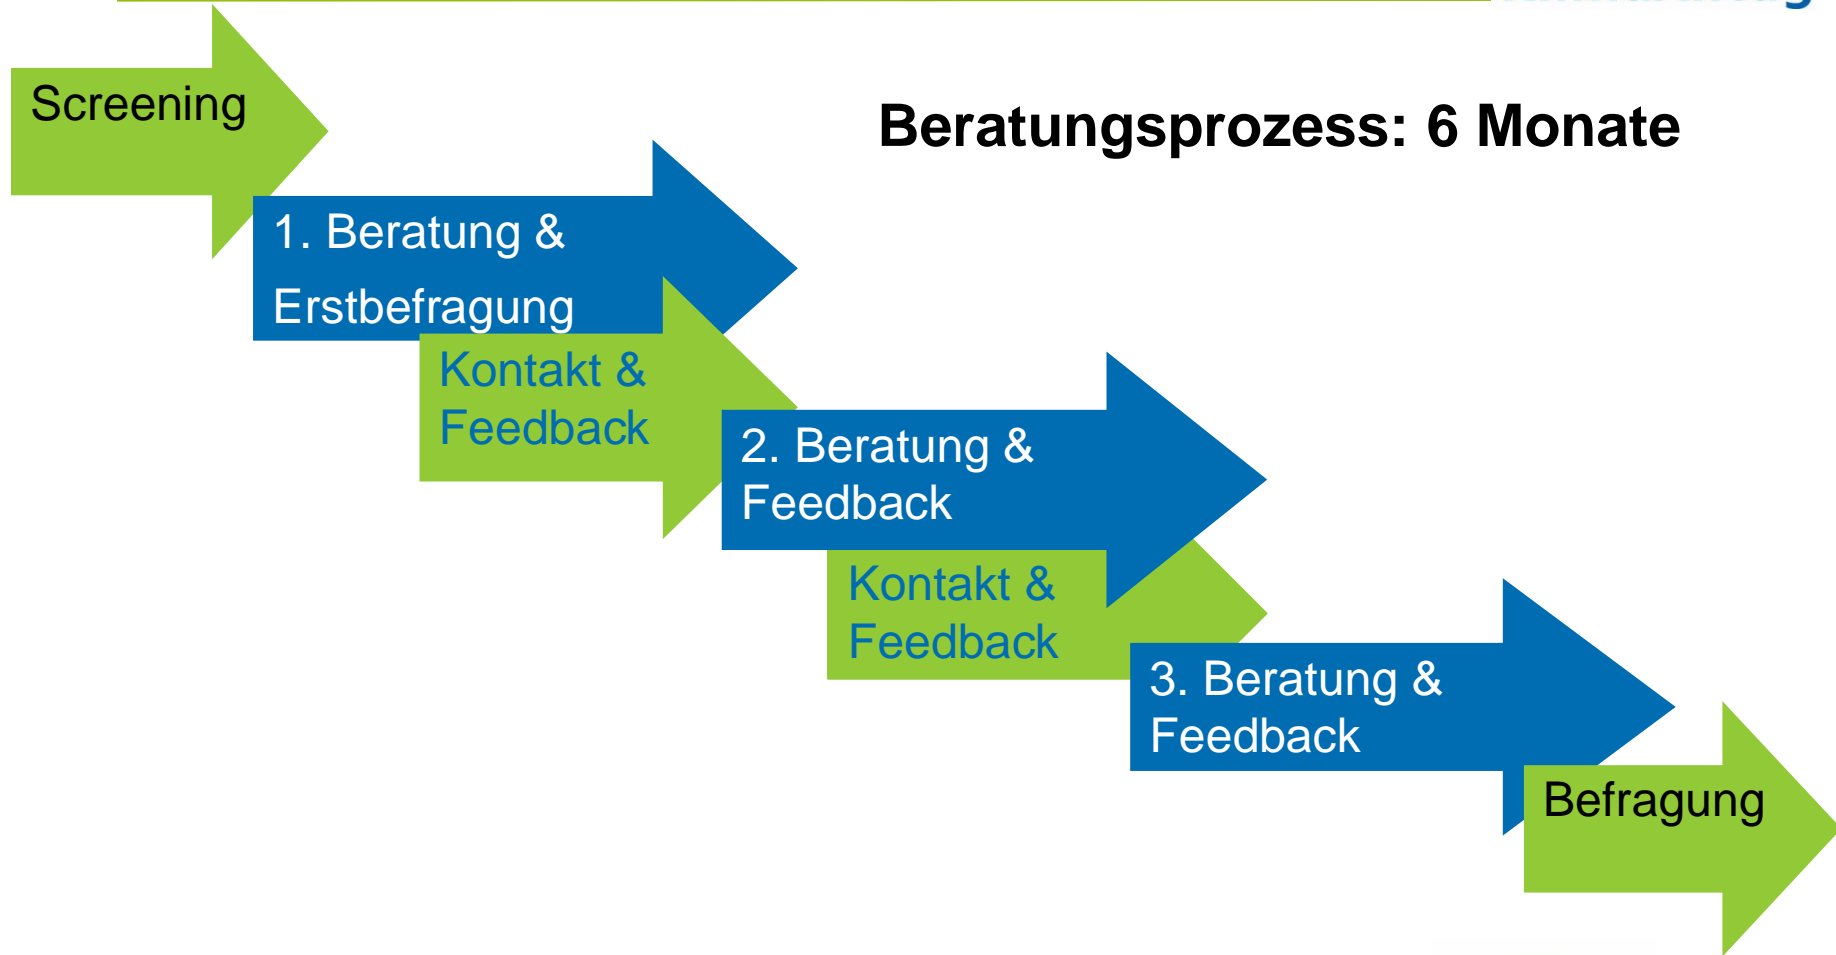 Screening
Beratungsprozess: 6 Monate
1. Beratung &
Erstbefragung
Kontakt &
Feedback
2. Beratung &
Feedback
Kontakt &
Feedback
3. Beratung &
Feedback
Befragung